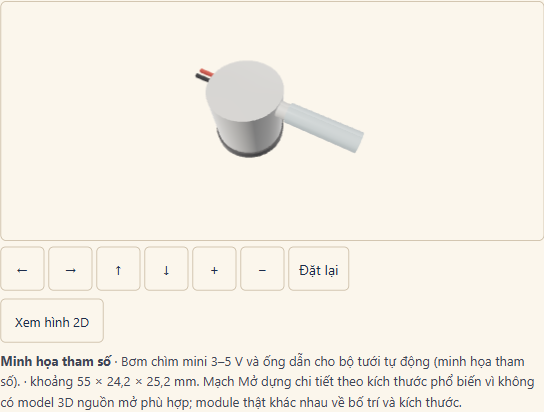 ← → ↑ ↓ + − Đặt lại
Xem hình 2D
Minh họa tham số · Bơm chìm mini 3–5 V và ống dẫn cho bộ tưới tự động (minh họa tham
số). · khoảng 55 × 24,2 × 25,2 mm. Mạch Mở dựng chi tiết theo kích thước phổ biến vì không
có model 3D nguồn mở phù hợp; module thật khác nhau về bố trí và kích thước.